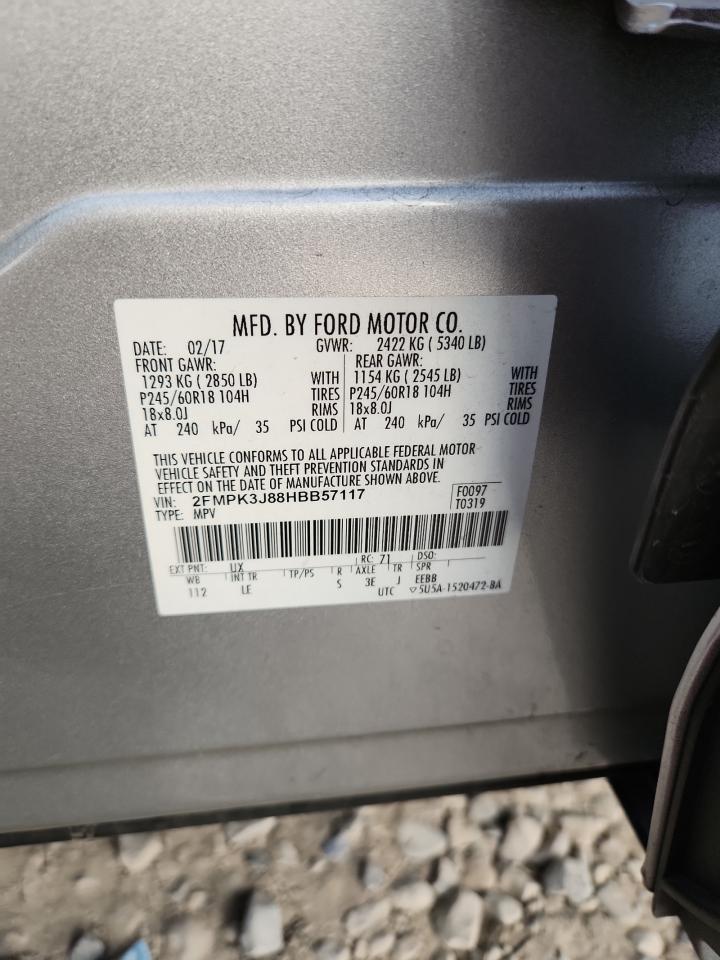 MFD. BY FORD MOTOR CO.
DATE: 02/17 GVWR: 2422 KG ( 5340 LB)
FRONT GAWR: REAR GAWR:
1293 KG ( 2850 LB) WITH 1154 KG ( 2545 LB) WITH
P245/60R18 104H TIRES P245/60R18 104H TIRES
18x8.0J RIMS 18x8.0J RIMS
AT 240 kPa/ 35 PSI COLD AT 240 kPa/ 35 PSI COLD
THIS VEHICLE CONFORMS TO ALL APPLICABLE FEDERAL MOTOR
VEHICLE SAFETY AND THEFT PREVENTION STANDARDS IN
EFFECT ON THE DATE OF MANUFACTURE SHOWN ABOVE.
VIN: 2FMPK3J88HBB57117 F0097
TYPE: MPV T0319
EXT PNT: UX RC: 71 DSO:
WB INT TR TP/PS R AXLE TR SPR
112 LE S 3E J EEBB
UTC ▽5U5A-1520472-BA